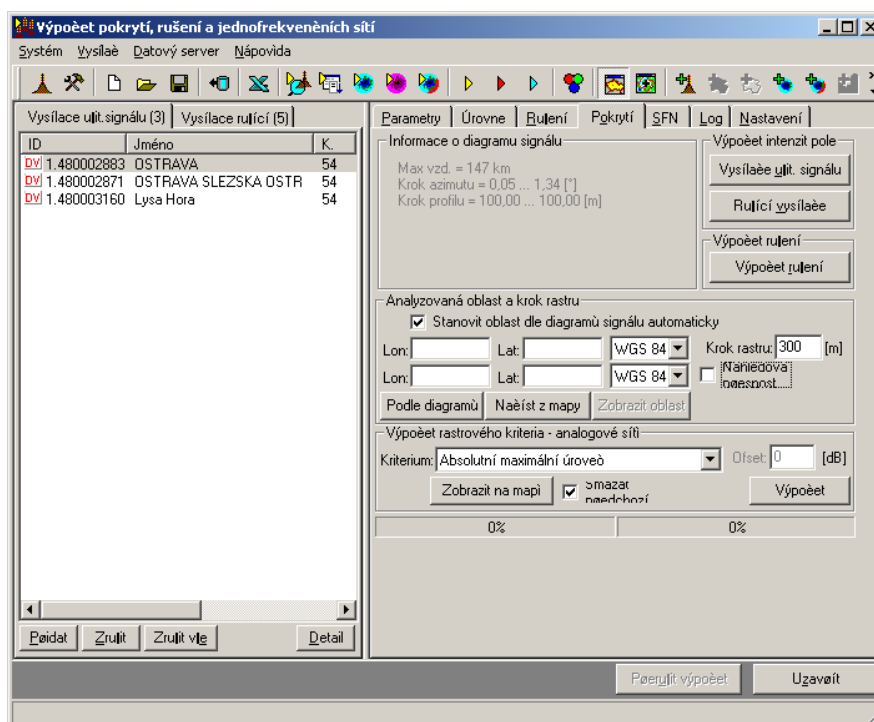 Výpoèet pokrytí, rušení a jednofrekvenèních sítí
Systém Vysílaè Datový server Nápovìda
Vysílace ulit.signálu (3) Vysílace rulící (5)
ID Jméno K.
DV 1.480002883 OSTRAVA 54
DV 1.480002871 OSTRAVA SLEZSKA OSTR 54
DV 1.480003160 Lysa Hora 54
Pøidat Zrulit Zrulit vle Detail
Parametry Úrovne Rulení Pokrytí SFN Log Nastavení
Informace o diagramu signálu
Max vzd. = 147 km
Krok azimutu = 0,05 ... 1,34 [°]
Krok profilu = 100,00 ... 100,00 [m]
Výpoèet intenzit pole
Vysílaèe ulit. signálu
Rulící vysílaèe
Výpoèet rulení
Výpoèet rulení
Analyzovaná oblast a krok rastru
Stanovit oblast dle diagramù signálu automaticky
Lon: Lat: WGS 84 Krok rastru: 300 [m]
Lon: Lat: WGS 84 Náhledová
pøesnost....
Podle diagramù Naèíst z mapy Zobrazit oblast
Výpoèet rastrového kriteria - analogové sítì
Kriterium: Absolutní maximální úroveò Ofset: 0 [dB]
Zobrazit na mapì Smazat
pøedchozí
Výpoèet
0% 0%
Pøerulit výpoèet Uzavøít